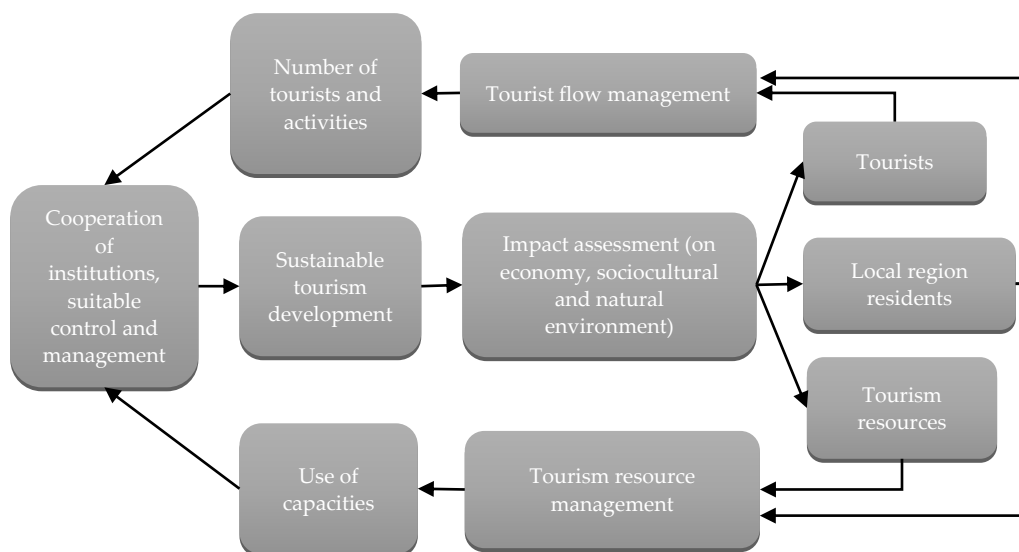 Number of
tourists and
activities
Tourist flow management
Tourists
Cooperation
of
institutions,
suitable
control and
management
Sustainable
tourism
development
Impact assessment (on
economy, sociocultural
and natural
environment)
Local region
residents
Tourism
resources
Use of
capacities
Tourism resource
management